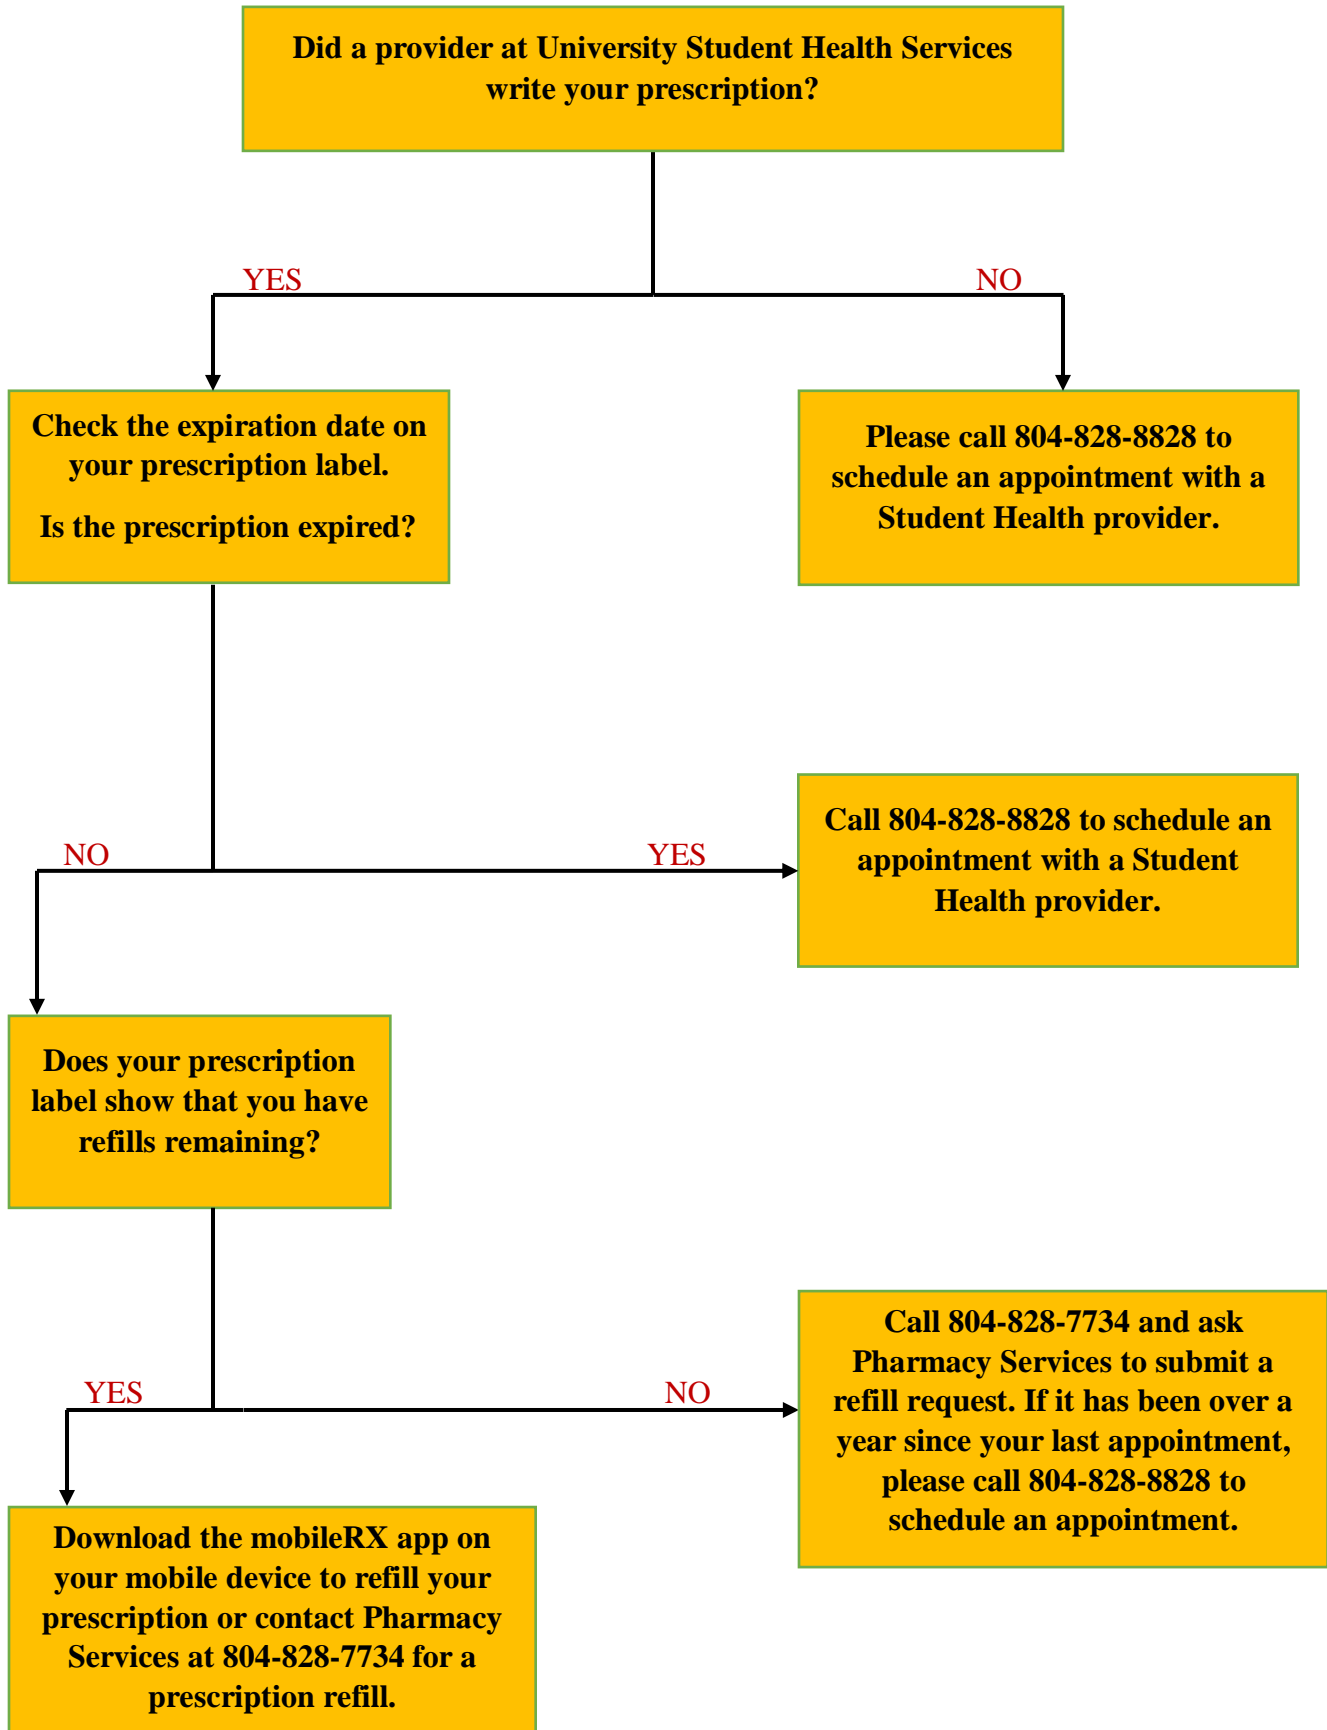 Did a provider at University Student Health Services
write your prescription?
YES
NO
Check the expiration date on
your prescription label.
Is the prescription expired?
Please call 804-828-8828 to
schedule an appointment with a
Student Health provider.
NO
YES
Call 804-828-8828 to schedule an
appointment with a Student
Health provider.
Does your prescription
label show that you have
refills remaining?
YES
NO
Call 804-828-7734 and ask
Pharmacy Services to submit a
refill request. If it has been over a
year since your last appointment,
please call 804-828-8828 to
schedule an appointment.
Download the mobileRX app on
your mobile device to refill your
prescription or contact Pharmacy
Services at 804-828-7734 for a
prescription refill.